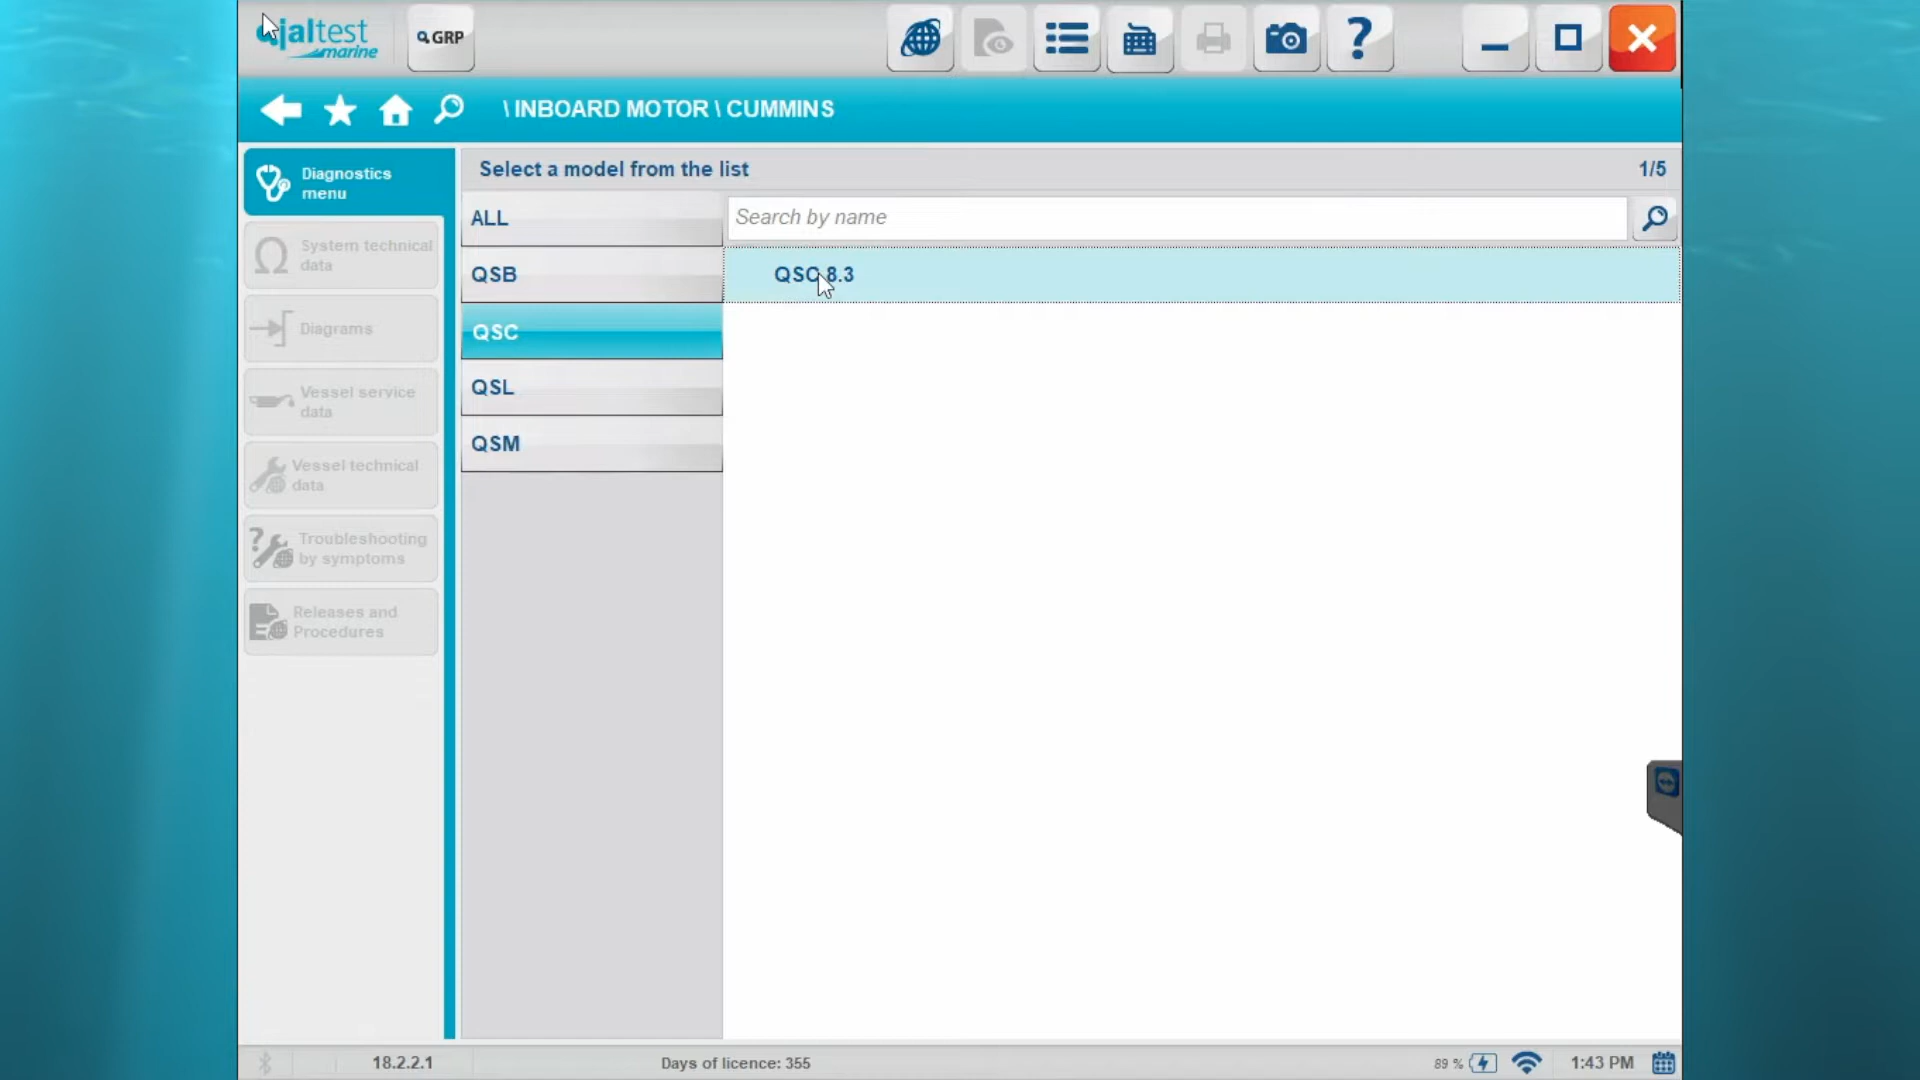 jaltest
marine
GRP
\ INBOARD MOTOR \ CUMMINS
Diagnostics
menu
System technical
data
Diagrams
Vessel service
data
Vessel technical
data
Troubleshooting
by symptoms
Releases and
Procedures
Select a model from the list
1/5
ALL
Search by name
QSB
QSC 8.3
QSC
QSL
QSM
18.2.2.1
Days of licence: 355
89 %
1:43 PM